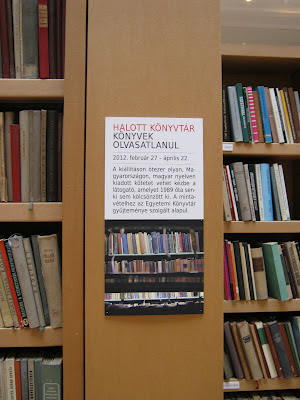 HALOTT KÖNYVTÁR
KÖNYVEK
OLVASATLANUL
2012. február 27 - április 22.
A kiállításon ötezer olyan, Ma-
gyarországon, magyar nyelven
kiadott kötetet vehet kézbe a
látogató, amelyet 1989 óta sen-
ki sem kölcsönzött ki. A minta-
vételhez az Egyetemi Könyvtár
gyűjteménye szolgált alapul.